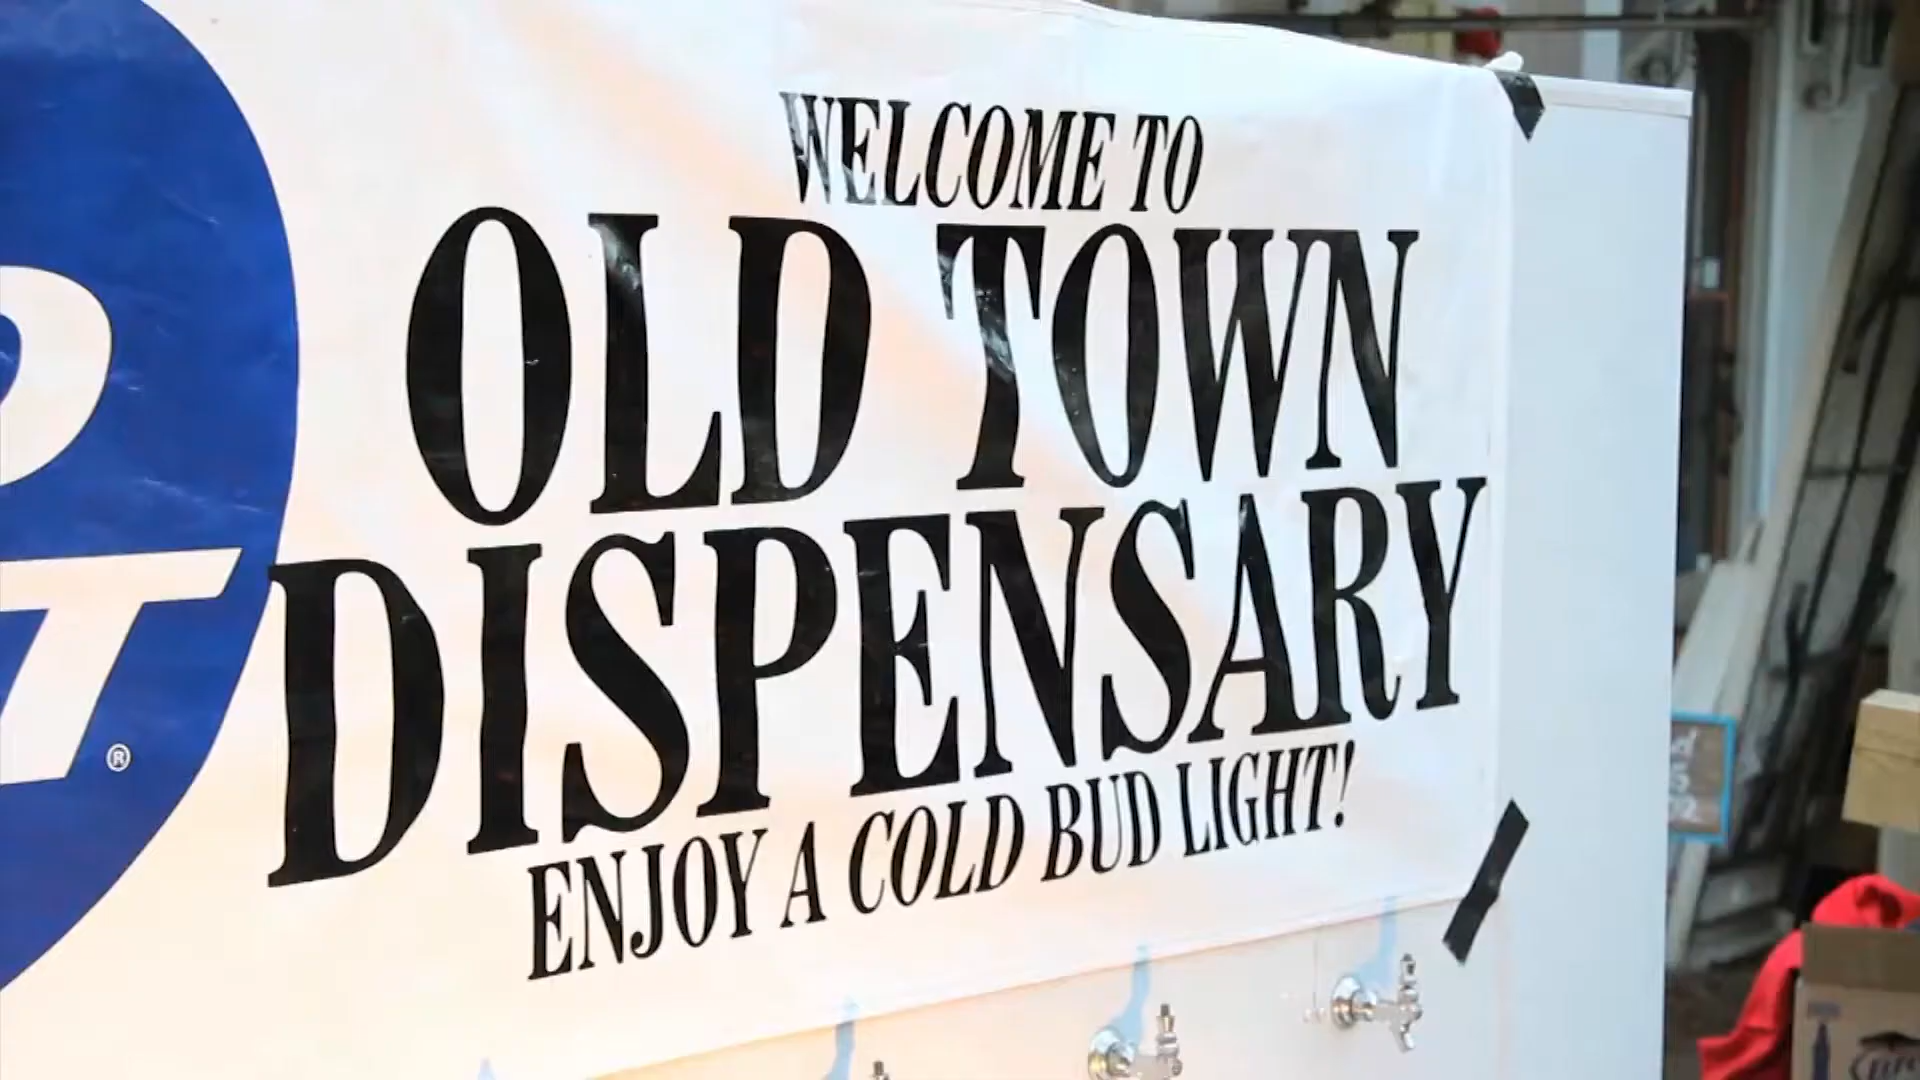 WELCOME TO
OLD TOWN
DISPENSARY
ENJOY A COLD BUD LIGHT!
D
T®